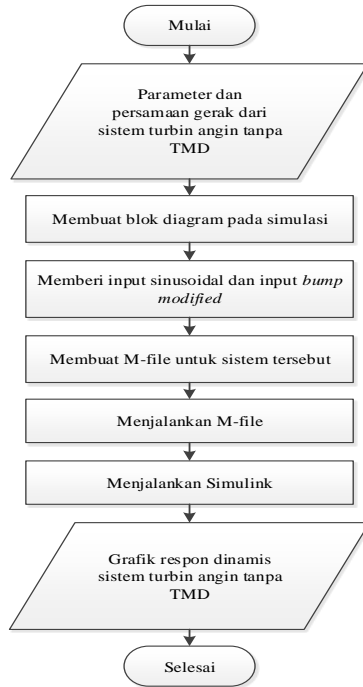 Mulai
Parameter dan
persamaan gerak dari
sistem turbin angin tanpa
TMD
Membuat blok diagram pada simulasi
Memberi input sinusoidal dan input bump
modified
Membuat M-file untuk sistem tersebut
Menjalankan M-file
Menjalankan Simulink
Grafik respon dinamis
sistem turbin angin tanpa
TMD
Selesai